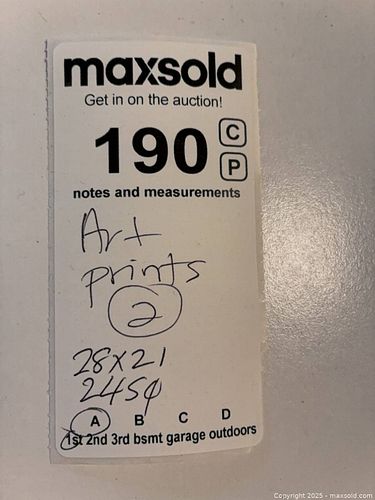 maxsold
Get in on the auction!
190 C
P
notes and measurements
Art
prints
2
28x21
A B C D
1st 2nd 3rd bsmt garage outdoors
Copyright 2025 - maxsold.com